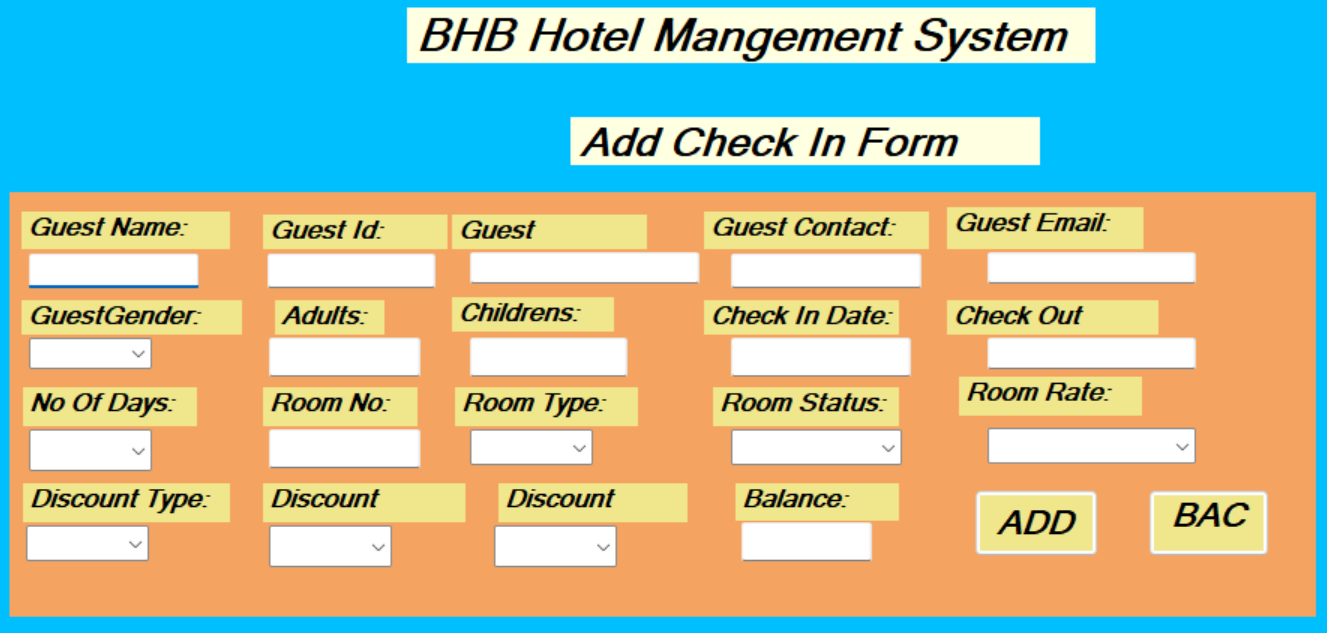 BHB Hotel Mangement System
Add Check In Form
Guest Name: Guest Id: Guest Guest Contact: Guest Email:
GuestGender: Adults: Childrens: Check In Date: Check Out
No Of Days: Room No: Room Type: Room Status: Room Rate:
Discount Type: Discount Discount Balance: ADD BAC